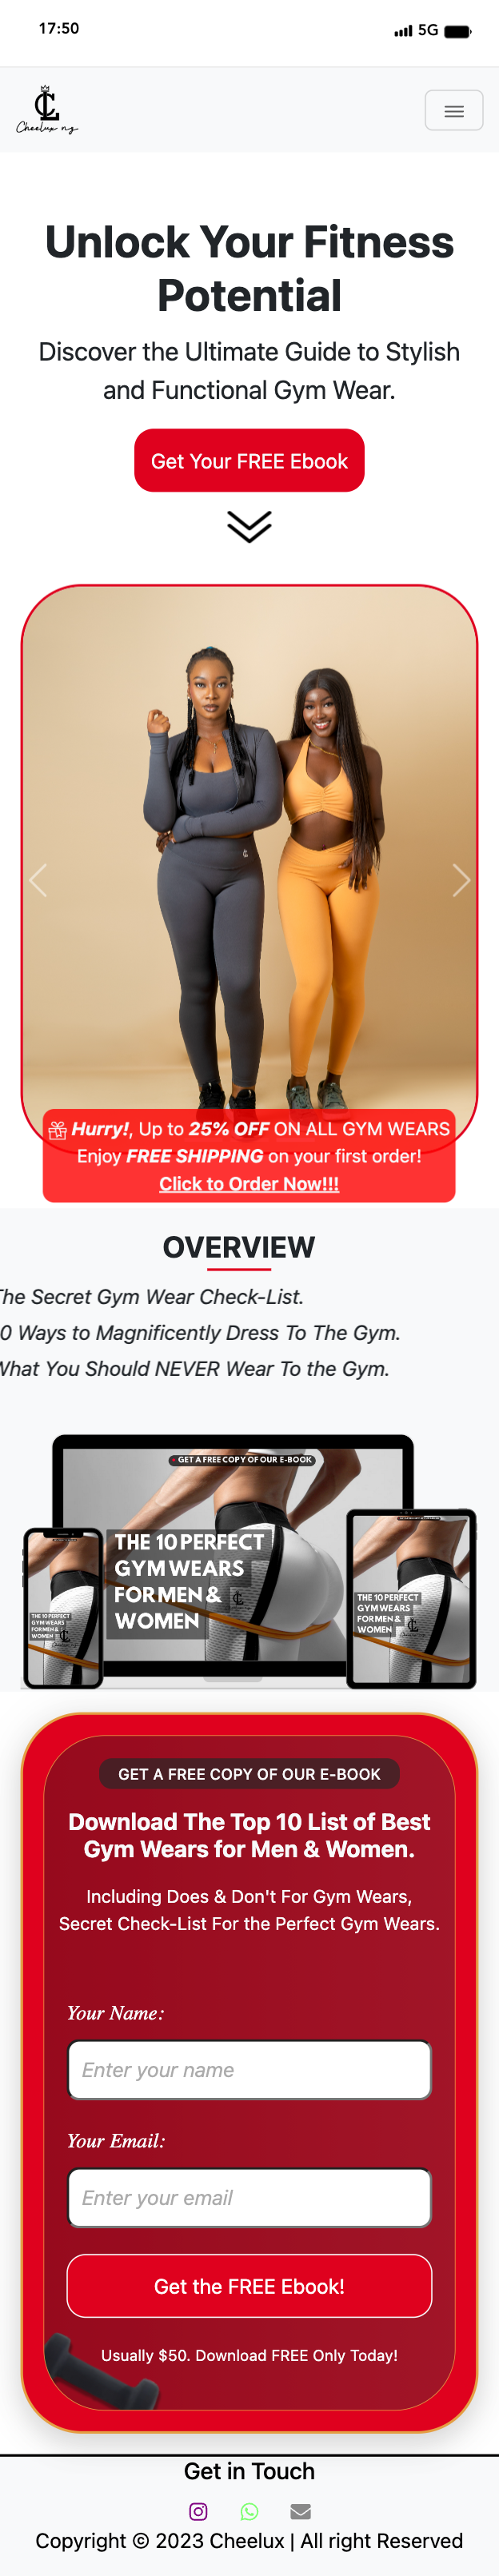 17:50
5G
CL
Cheelux ng
Unlock Your Fitness
Potential
Discover the Ultimate Guide to Stylish
and Functional Gym Wear.
Get Your FREE Ebook
Hurry!, Up to 25% OFF ON ALL GYM WEARS
Enjoy FREE SHIPPING on your first order!
Click to Order Now!!!
OVERVIEW
he Secret Gym Wear Check-List.
0 Ways to Magnificently Dress To The Gym.
What You Should NEVER Wear To the Gym.
GET A FREE COPY OF OUR E-BOOK
THE 10 PERFECT
GYM WEARS
FOR MEN &
WOMEN
THE 10 PERFECT
GYM WEARS
FOR MEN &
WOMEN
THE 10 PERFECT
GYM WEARS
FOR MEN &
WOMEN
GET A FREE COPY OF OUR E-BOOK
Download The Top 10 List of Best
Gym Wears for Men & Women.
Including Does & Don't For Gym Wears,
Secret Check-List For the Perfect Gym Wears.
Your Name:
Enter your name
Your Email:
Enter your email
Get the FREE Ebook!
Usually $50. Download FREE Only Today!
Get in Touch
Copyright © 2023 Cheelux | All right Reserved